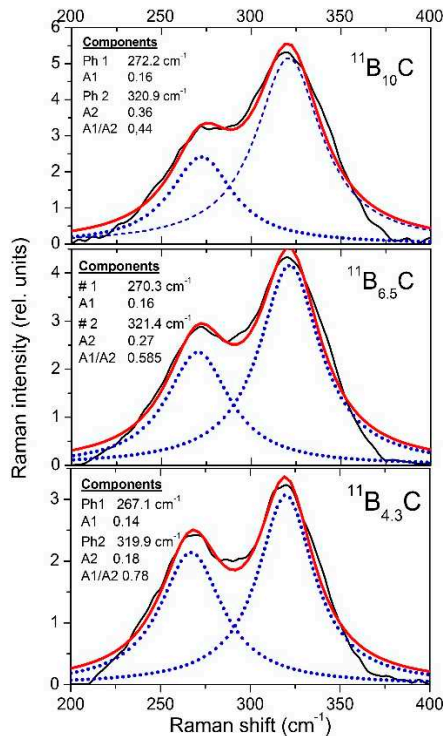 200 250 300 350 400
Raman intensity (rel. units)
6
5
4
3
2
1
0
Components
Ph 1 272.2 cm⁻¹
A1 0.16
Ph 2 320.9 cm⁻¹
A2 0.36
A1/A2 0,44
¹¹B₁₀C
4
3
2
1
0
Components
# 1 270.3 cm⁻¹
A1 0.16
# 2 321.4 cm⁻¹
A2 0.27
A1/A2 0.585
¹¹B₆.₅C
3
2
1
0
Components
Ph1 267.1 cm⁻¹
A1 0.14
Ph2 319.9 cm⁻¹
A2 0.18
A1/A2 0.78
¹¹B₄.₃C
200 250 300 350 400
Raman shift (cm⁻¹)